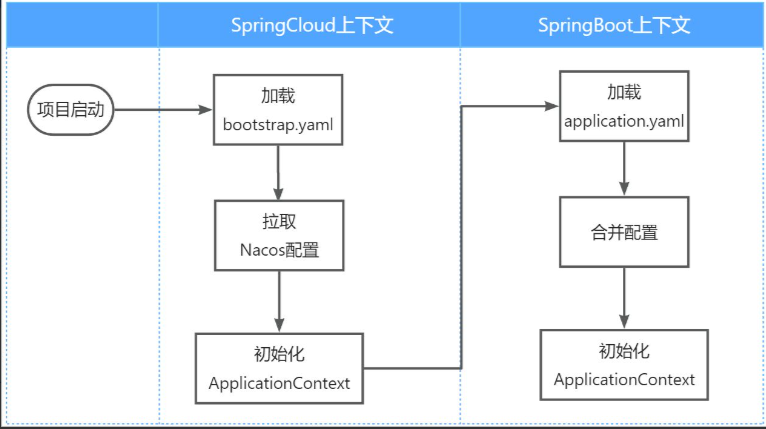 SpringCloud上下文
SpringBoot上下文
项目启动
加载
bootstrap.yaml
拉取
Nacos配置
初始化
ApplicationContext
加载
application.yaml
合并配置
初始化
ApplicationContext